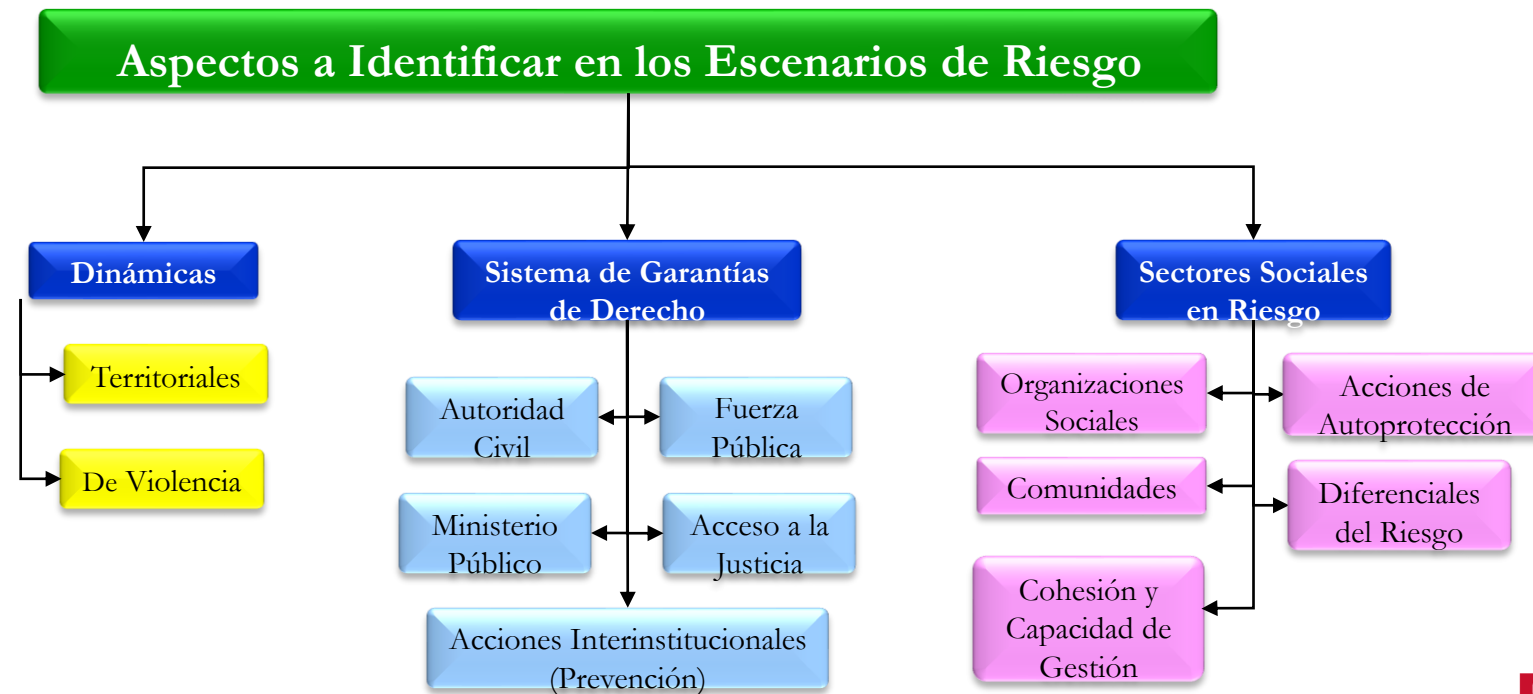 Aspectos a Identificar en los Escenarios de Riesgo
Dinámicas
Territoriales
De Violencia
Sistema de Garantías
de Derecho
Autoridad
Civil
Fuerza
Pública
Ministerio
Público
Acceso a la
Justicia
Acciones Interinstitucionales
(Prevención)
Sectores Sociales
en Riesgo
Organizaciones
Sociales
Acciones de
Autoprotección
Comunidades
Diferenciales
del Riesgo
Cohesión y
Capacidad de
Gestión